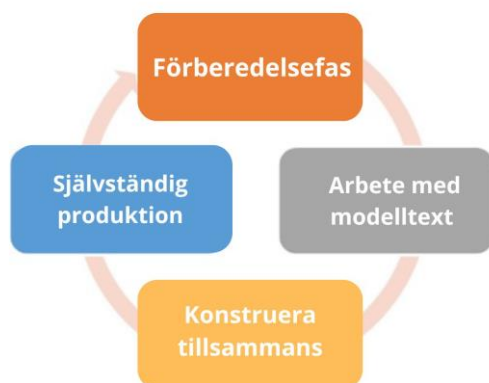 Förberedelsefas
Arbete med
modelltext
Konstruera
tillsammans
Självständig
produktion